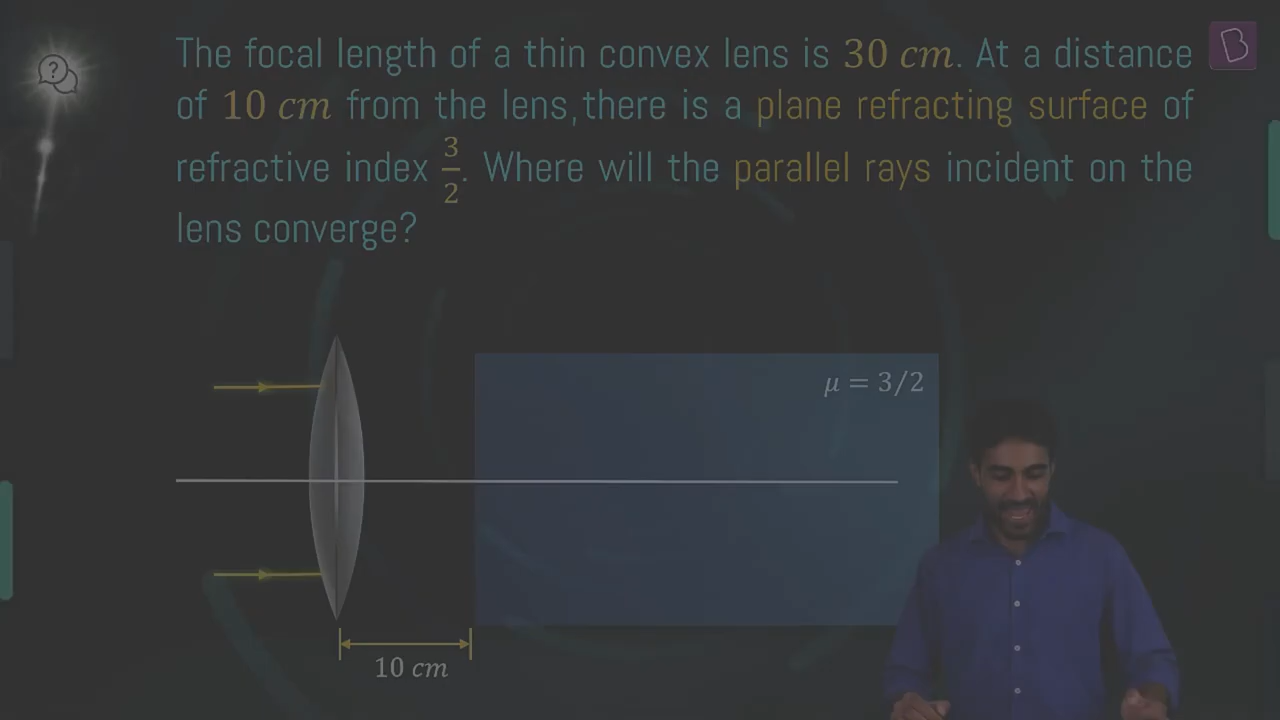 The focal length of a thin convex lens is 30 cm. At a distance
of 10 cm from the lens,there is a plane refracting surface of
refractive index 3/2. Where will the parallel rays incident on the
lens converge?
μ = 3/2
10 cm